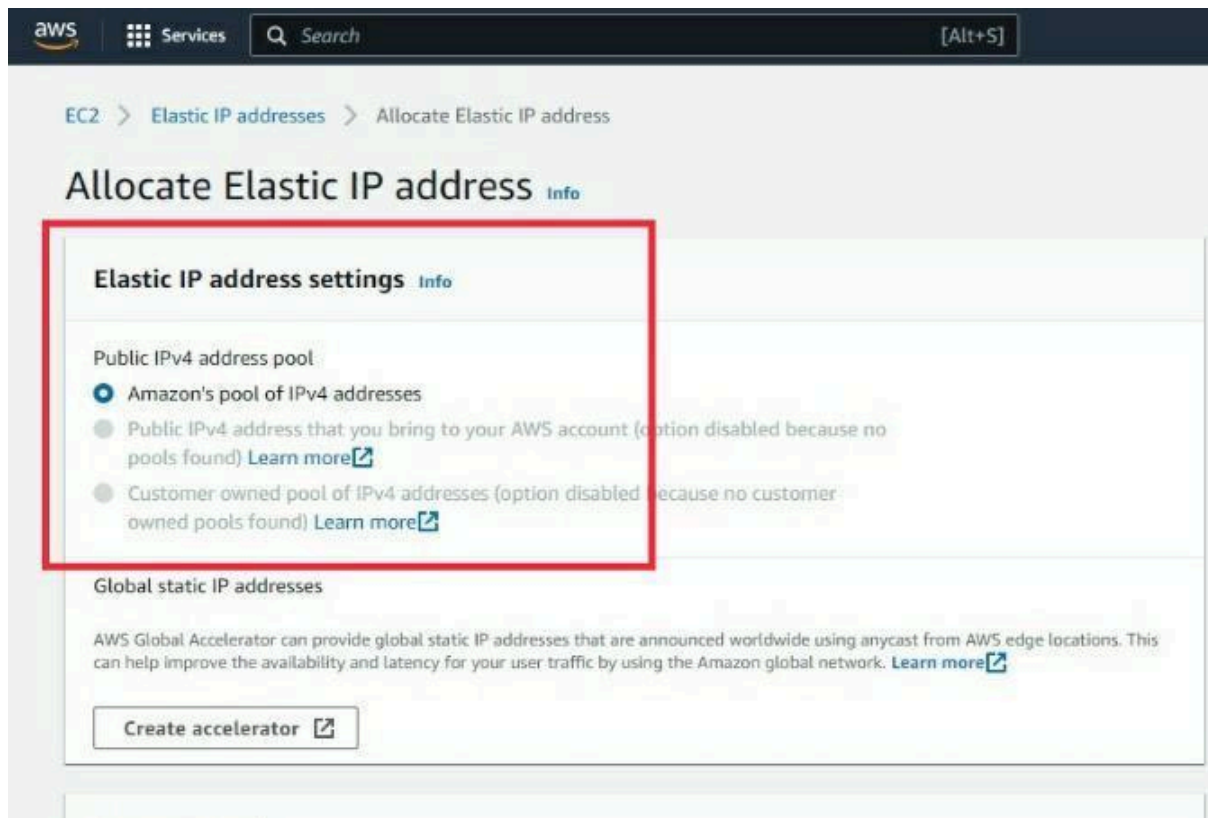 aws Services Search [Alt+S]
EC2 > Elastic IP addresses > Allocate Elastic IP address
Allocate Elastic IP address Info
Elastic IP address settings Info
Public IPv4 address pool
Amazon's pool of IPv4 addresses
Public IPv4 address that you bring to your AWS account (option disabled because no
pools found) Learn more
Customer owned pool of IPv4 addresses (option disabled because no customer
owned pools found) Learn more
Global static IP addresses
AWS Global Accelerator can provide global static IP addresses that are announced worldwide using anycast from AWS edge locations. This
can help improve the availability and latency for your user traffic by using the Amazon global network. Learn more
Create accelerator